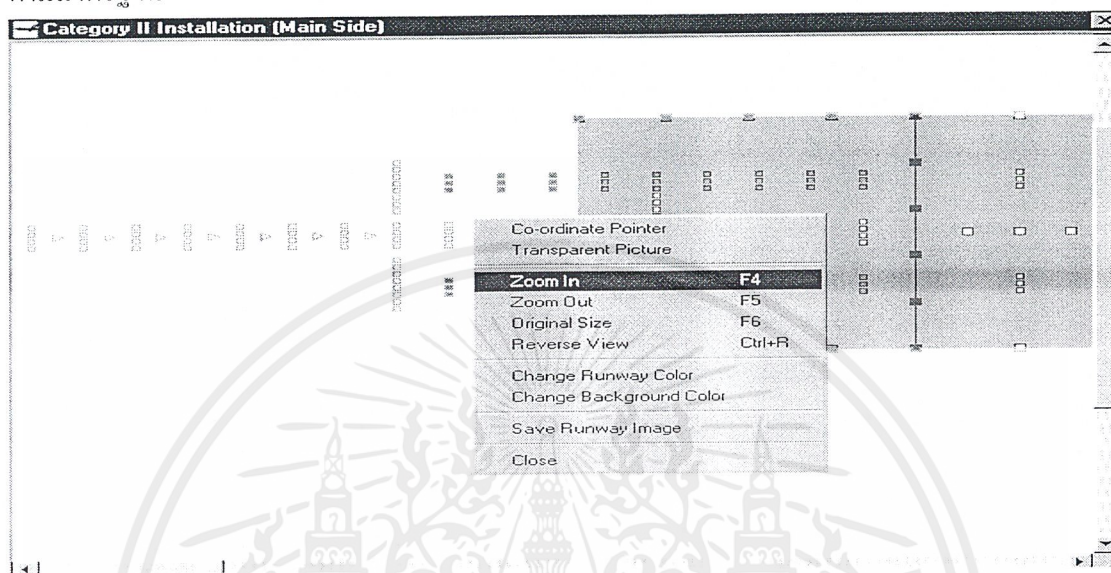 Category II Installation (Main Side)
Co-ordinate Pointer
Transparent Picture
Zoom In F4
Zoom Out F5
Original Size F6
Reverse View Ctrl+R
Change Runway Color
Change Background Color
Save Runway Image
Close